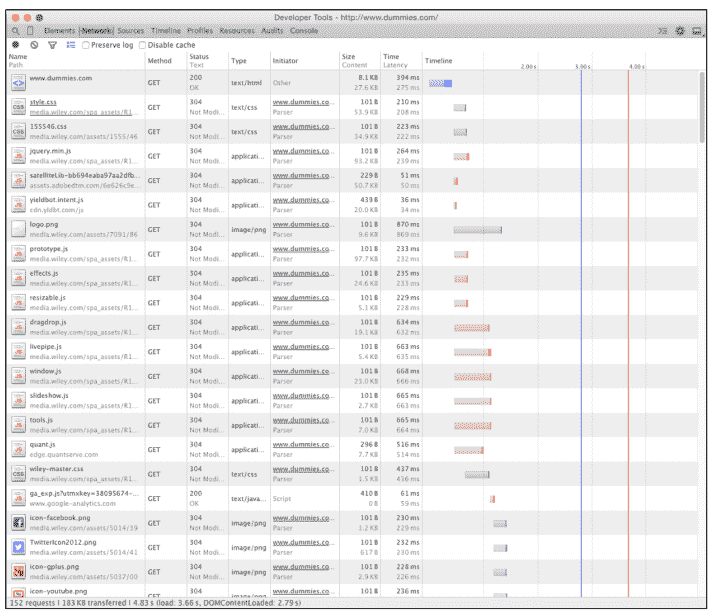 Developer Tools - http://www.dummies.com/
Elements Network Sources Timeline Profiles Resources Audits Console
Preserve log Disable cache
Name Method Status Type Initiator Size Time Timeline
Path Text Content Latency 2.00 s 3.00 s 4.00 s
www.dummies.com GET 200 text/html Other 8.1 KB 394 ms
OK 27.6 KB 275 ms
style.css GET 304 text/css www.dummies.co... 101 B 210 ms
media.wiley.com/spa_assets/R1... Not Modi... Parser 53.9 KB 208 ms
155546.css GET 304 text/css www.dummies.co... 101 B 223 ms
media.wiley.com/assets/1555/46 Not Modi... Parser 34.9 KB 222 ms
jquery.min.js GET 304 applicati... www.dummies.co... 101 B 264 ms
media.wiley.com/spa_assets/R1... Not Modi... Parser 93.2 KB 239 ms
satelliteLib-bb694eaba97aa2dfb... GET 304 applicati... www.dummies.co... 229 B 51 ms
assets.adobedtm.com/6e626c9e... Not Modi... Parser 50.7 KB 50 ms
yieldbot.intent.js GET 304 applicati... www.dummies.co... 439 B 36 ms
cdn.yldbt.com/js Not Modi... Parser 20.0 KB 34 ms
logo.png GET 304 image/png www.dummies.co... 101 B 870 ms
media.wiley.com/assets/7091/86 Not Modi... Parser 9.6 KB 869 ms
prototype.js GET 304 applicati... www.dummies.co... 101 B 233 ms
media.wiley.com/spa_assets/R1... Not Modi... Parser 97.7 KB 232 ms
effects.js GET 304 applicati... www.dummies.co... 101 B 235 ms
media.wiley.com/spa_assets/R1... Not Modi... Parser 24.6 KB 233 ms
resizable.js GET 304 applicati... www.dummies.co... 101 B 229 ms
media.wiley.com/spa_assets/R1... Not Modi... Parser 5.1 KB 228 ms
dragdrop.js GET 304 applicati... www.dummies.co... 101 B 634 ms
media.wiley.com/spa_assets/R1... Not Modi... Parser 19.1 KB 632 ms
livepipe.js GET 304 applicati... www.dummies.co... 101 B 663 ms
media.wiley.com/spa_assets/R1... Not Modi... Parser 5.4 KB 635 ms
window.js GET 304 applicati... www.dummies.co... 101 B 668 ms
media.wiley.com/spa_assets/R1... Not Modi... Parser 23.0 KB 666 ms
slideshow.js GET 304 applicati... www.dummies.co... 101 B 665 ms
media.wiley.com/spa_assets/R1... Not Modi... Parser 2.7 KB 663 ms
tools.js GET 304 applicati... www.dummies.co... 101 B 665 ms
media.wiley.com/spa_assets/R1... Not Modi... Parser 7.0 KB 664 ms
quant.js GET 304 applicati... www.dummies.co... 296 B 516 ms
edge.quantserve.com Not Modi... Parser 7.7 KB 514 ms
wiley-master.css GET 304 text/css www.dummies.co... 101 B 437 ms
media.wiley.com/spa_assets/R1... Not Modi... Parser 1.5 KB 436 ms
ga_exp.js?utmxkey=38095674-... GET 200 text/java... Script 410 B 61 ms
www.google-analytics.com OK 0 B 59 ms
icon-facebook.png GET 304 image/png www.dummies.co... 101 B 230 ms
media.wiley.com/assets/5014/39 Not Modi... Parser 1.2 KB 229 ms
TwitterIcon2012.png GET 304 image/png www.dummies.co... 101 B 232 ms
media.wiley.com/assets/5014/41 Not Modi... Parser 617 B 230 ms
icon-gplus.png GET 304 image/png www.dummies.co... 101 B 228 ms
media.wiley.com/assets/5037/00 Not Modi... Parser 2.9 KB 226 ms
icon-youtube.png GET 304 image/png www.dummies.co... 101 B 236 ms
152 requests | 183 KB transferred | 4.83 s (load: 3.66 s, DOMContentLoaded: 2.79 s)